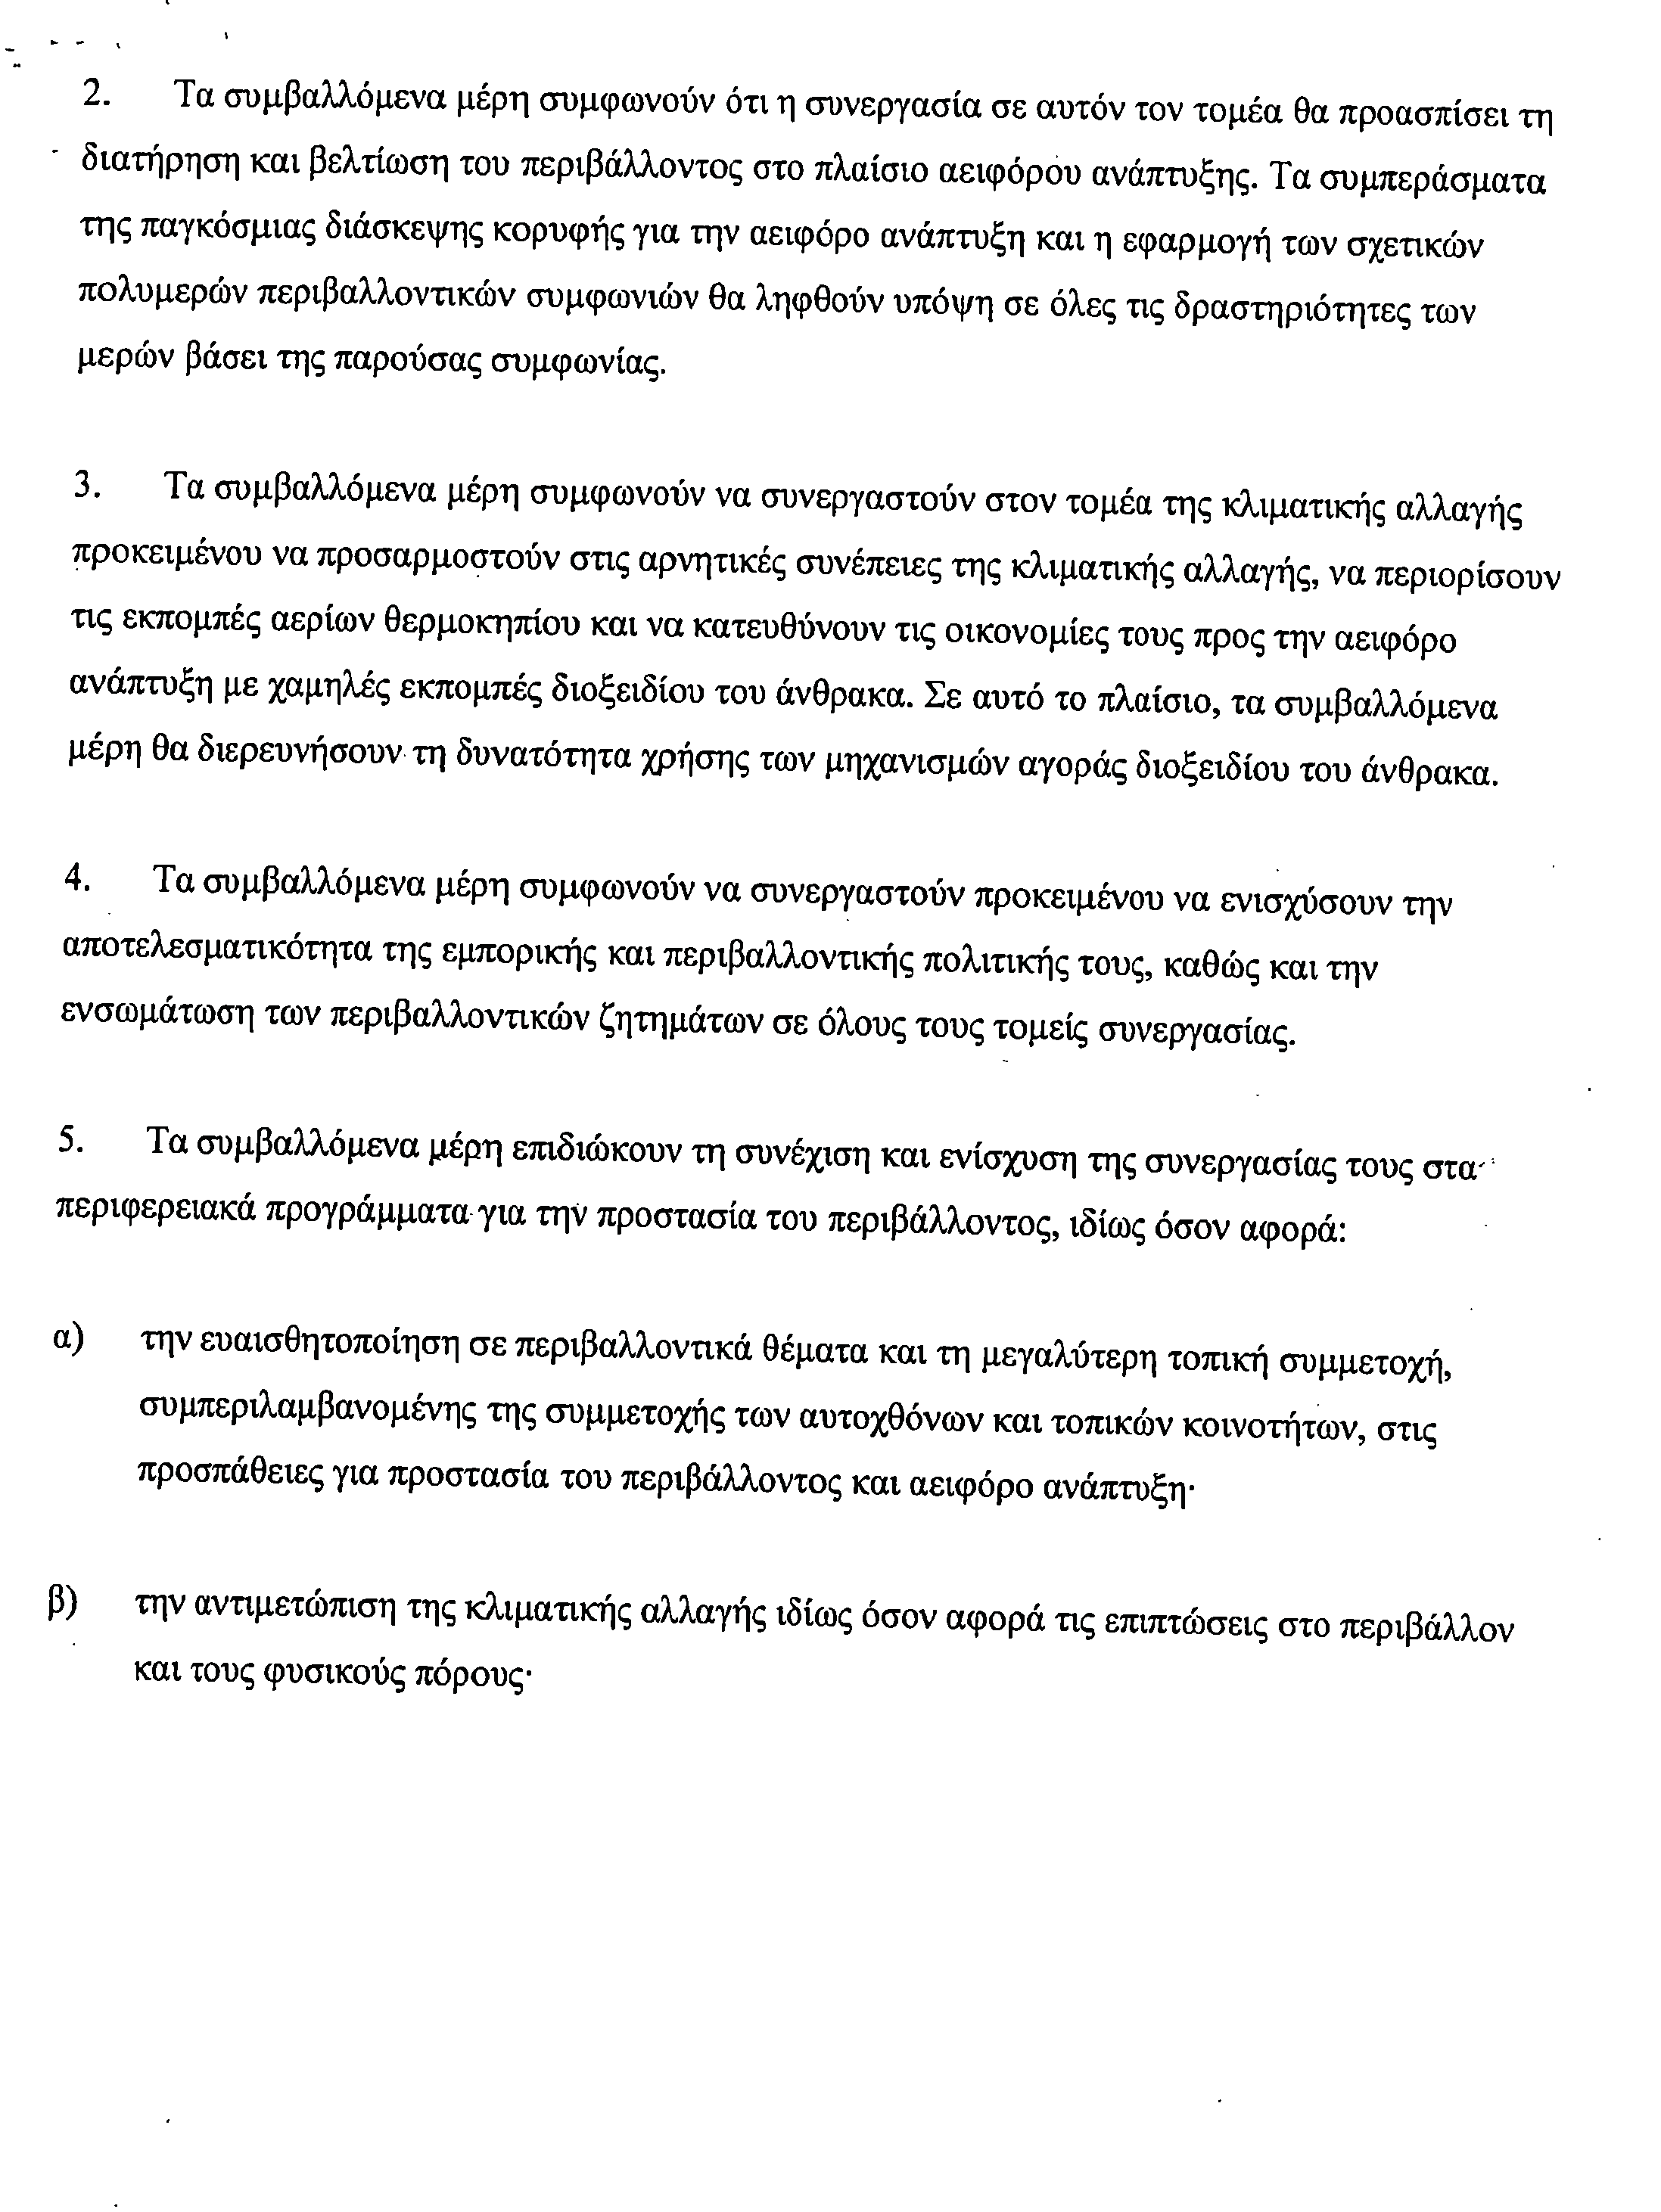 2. Τα συμβαλλόμενα μέρη συμφωνούν ότι η συνεργασία σε αυτόν τον τομέα θα προασπίσει τη
διατήρηση και βελτίωση του περιβάλλοντος στο πλαίσιο αειφόρου ανάπτυξης. Τα συμπεράσματα
της παγκόσμιας διάσκεψης κορυφής για την αειφόρο ανάπτυξη και η εφαρμογή των σχετικών
πολυμερών περιβαλλοντικών συμφωνιών θα ληφθούν υπόψη σε όλες τις δραστηριότητες των
μερών βάσει της παρούσας συμφωνίας.
3. Τα συμβαλλόμενα μέρη συμφωνούν να συνεργαστούν στον τομέα της κλιματικής αλλαγής
προκειμένου να προσαρμοστούν στις αρνητικές συνέπειες της κλιματικής αλλαγής, να περιορίσουν
τις εκπομπές αερίων θερμοκηπίου και να κατευθύνουν τις οικονομίες τους προς την αειφόρο
ανάπτυξη με χαμηλές εκπομπές διοξειδίου του άνθρακα. Σε αυτό το πλαίσιο, τα συμβαλλόμενα
μέρη θα διερευνήσουν τη δυνατότητα χρήσης των μηχανισμών αγοράς διοξειδίου του άνθρακα.
4. Τα συμβαλλόμενα μέρη συμφωνούν να συνεργαστούν προκειμένου να ενισχύσουν την
αποτελεσματικότητα της εμπορικής και περιβαλλοντικής πολιτικής τους, καθώς και την
ενσωμάτωση των περιβαλλοντικών ζητημάτων σε όλους τους τομείς συνεργασίας.
5. Τα συμβαλλόμενα μέρη επιδιώκουν τη συνέχιση και ενίσχυση της συνεργασίας τους στα
περιφερειακά προγράμματα για την προστασία του περιβάλλοντος, ιδίως όσον αφορά:
α) την ευαισθητοποίηση σε περιβαλλοντικά θέματα και τη μεγαλύτερη τοπική συμμετοχή,
συμπεριλαμβανομένης της συμμετοχής των αυτοχθόνων και τοπικών κοινοτήτων, στις
προσπάθειες για προστασία του περιβάλλοντος και αειφόρο ανάπτυξη·
β) την αντιμετώπιση της κλιματικής αλλαγής ιδίως όσον αφορά τις επιπτώσεις στο περιβάλλον
και τους φυσικούς πόρους·